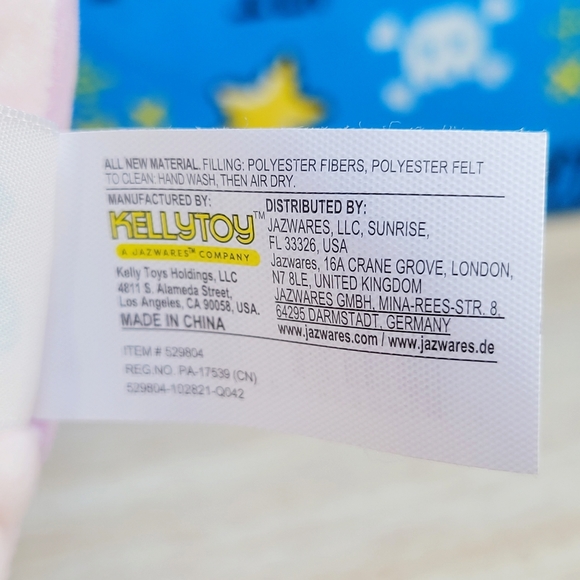 ALL NEW MATERIAL. FILLING: POLYESTER FIBERS, POLYESTER FELT
TO CLEAN: HAND WASH, THEN AIR DRY.
MANUFACTURED BY:
KELLYTOY™
A JAZWARES™ COMPANY
Kelly Toys Holdings, LLC
4811 S. Alameda Street,
Los Angeles, CA 90058, USA.
MADE IN CHINA
DISTRIBUTED BY:
JAZWARES, LLC, SUNRISE,
FL 33326, USA
Jazwares, 16A CRANE GROVE, LONDON,
N7 8LE, UNITED KINGDOM
JAZWARES GMBH, MINA-REES-STR. 8,
64295 DARMSTADT, GERMANY
www.jazwares.com / www.jazwares.de
ITEM # 529804
REG.NO. PA-17539 (CN)
529804-102821-Q042